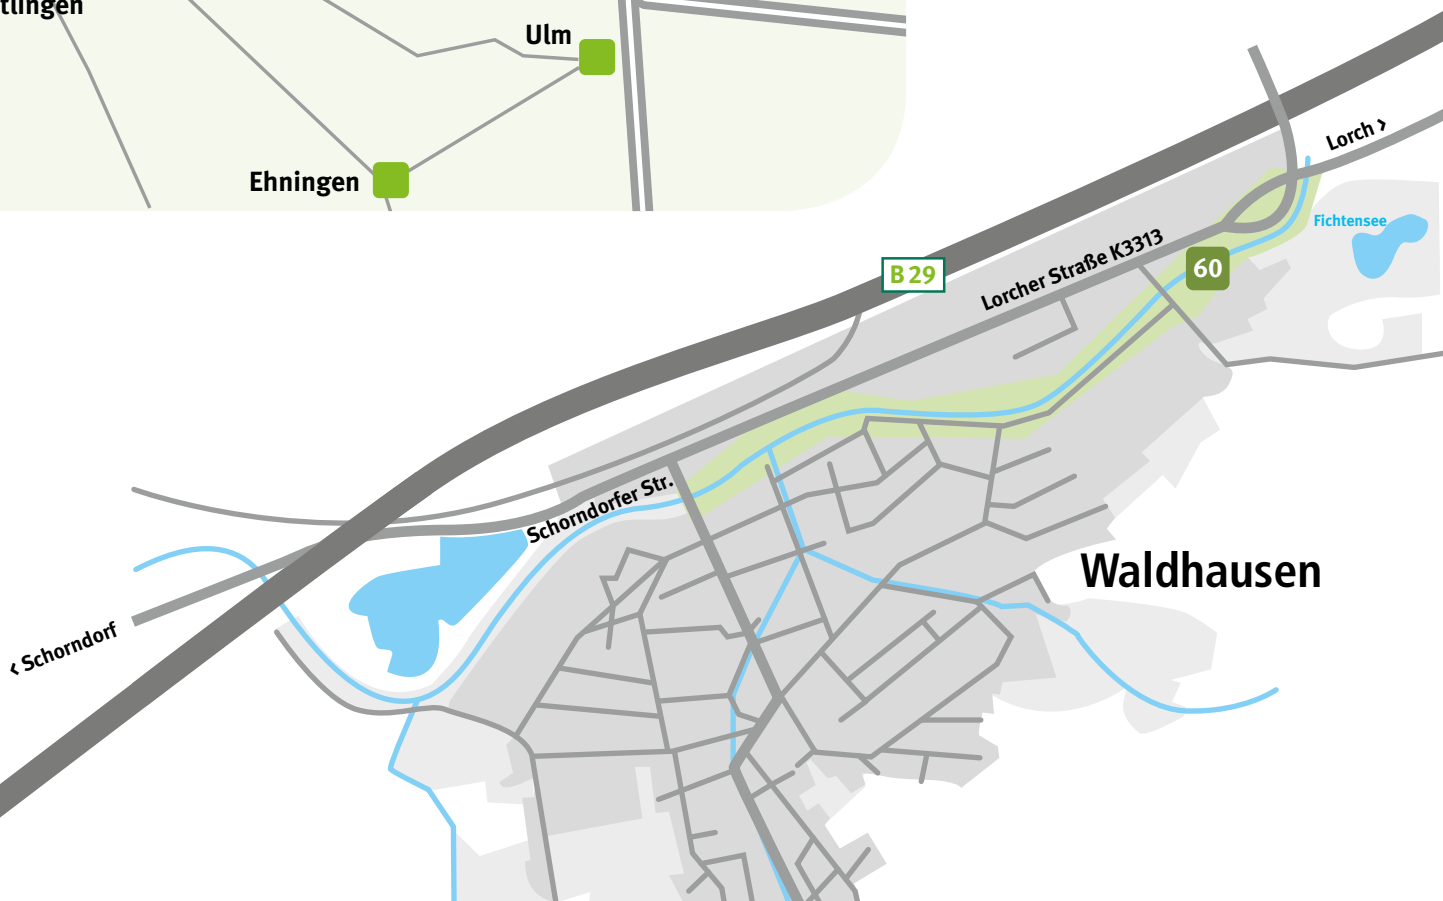 tlingen
Ulm
Ehningen
Lorch ›
Fichtensee
Lorcher Straße K3313
60
B 29
Schorndorfer Str.
Waldhausen
‹ Schorndorf